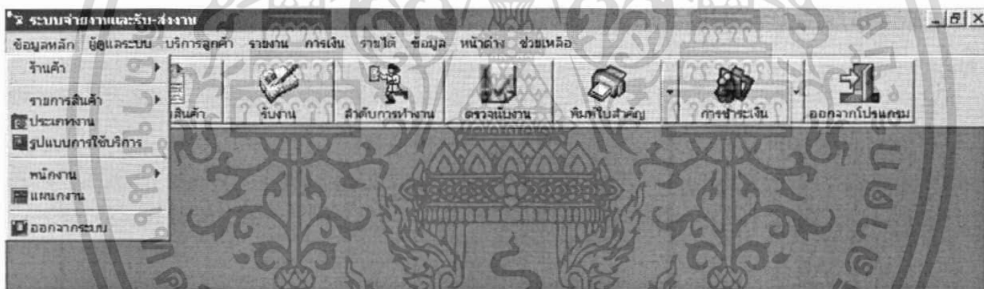 ระบบจ่ายงานและรับ-ส่งงาน
ข้อมูลหลัก ผู้ดูแลระบบ บริการลูกค้า รายงาน การเงิน รายได้ ข้อมูล หน้าต่าง ช่วยเหลือ
ร้านค้า
รายการสินค้า
ประเภทงาน
รูปแบบการใช้บริการ
พนักงาน
แผนกงาน
ออกจากระบบ
สินค้า รับงาน ลำดับการทำงาน ตรวจนับงาน พิมพ์ใบสำคัญ การชำระเงิน ออกจากโปรแกรม